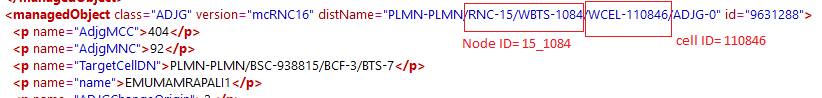 </managedObject>
<managedObject class="ADJG" version="mcRNC16" distName="PLMN-PLMN/RNC-15/WBTS-1084/WCEL-110846/ADJG-0" id="9631288">
<p name="AdjgMCC">404</p>
<p name="AdjgMNC">92</p>
Node ID= 15_1084
cell ID= 110846
<p name="TargetCellDN">PLMN-PLMN/BSC-938815/BCF-3/BTS-7</p>
<p name="name">EMUMAMRAPALI1</p>